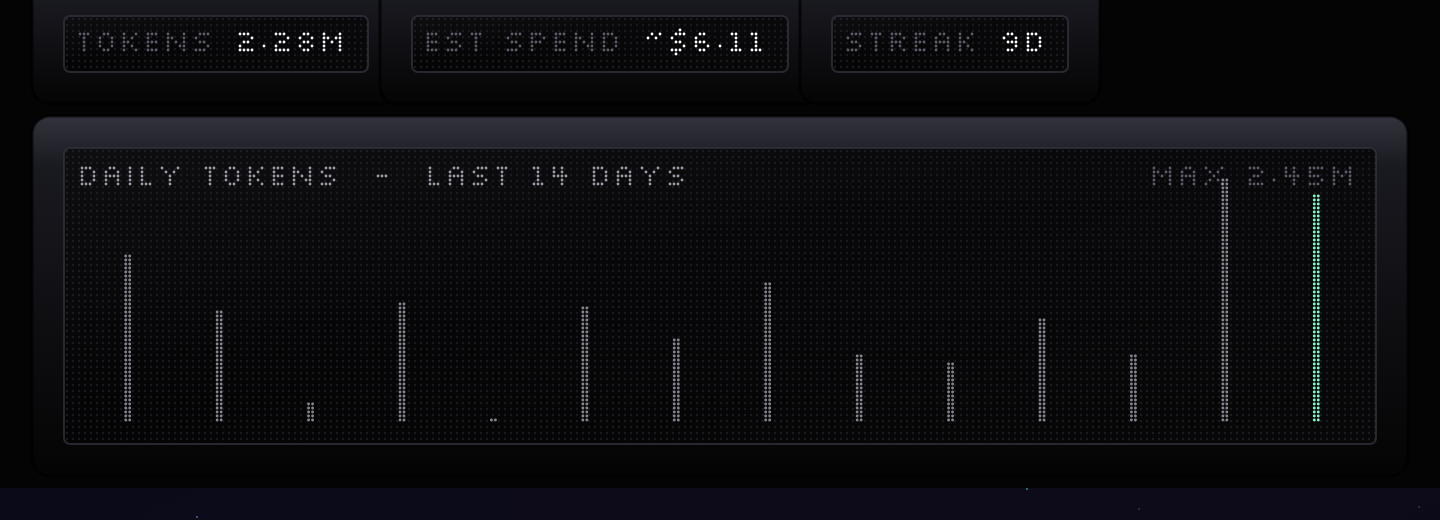 TOKENS 2.28M
EST SPEND ~$6.11
STREAK 9D
DAILY TOKENS - LAST 14 DAYS
MAX 2.45M